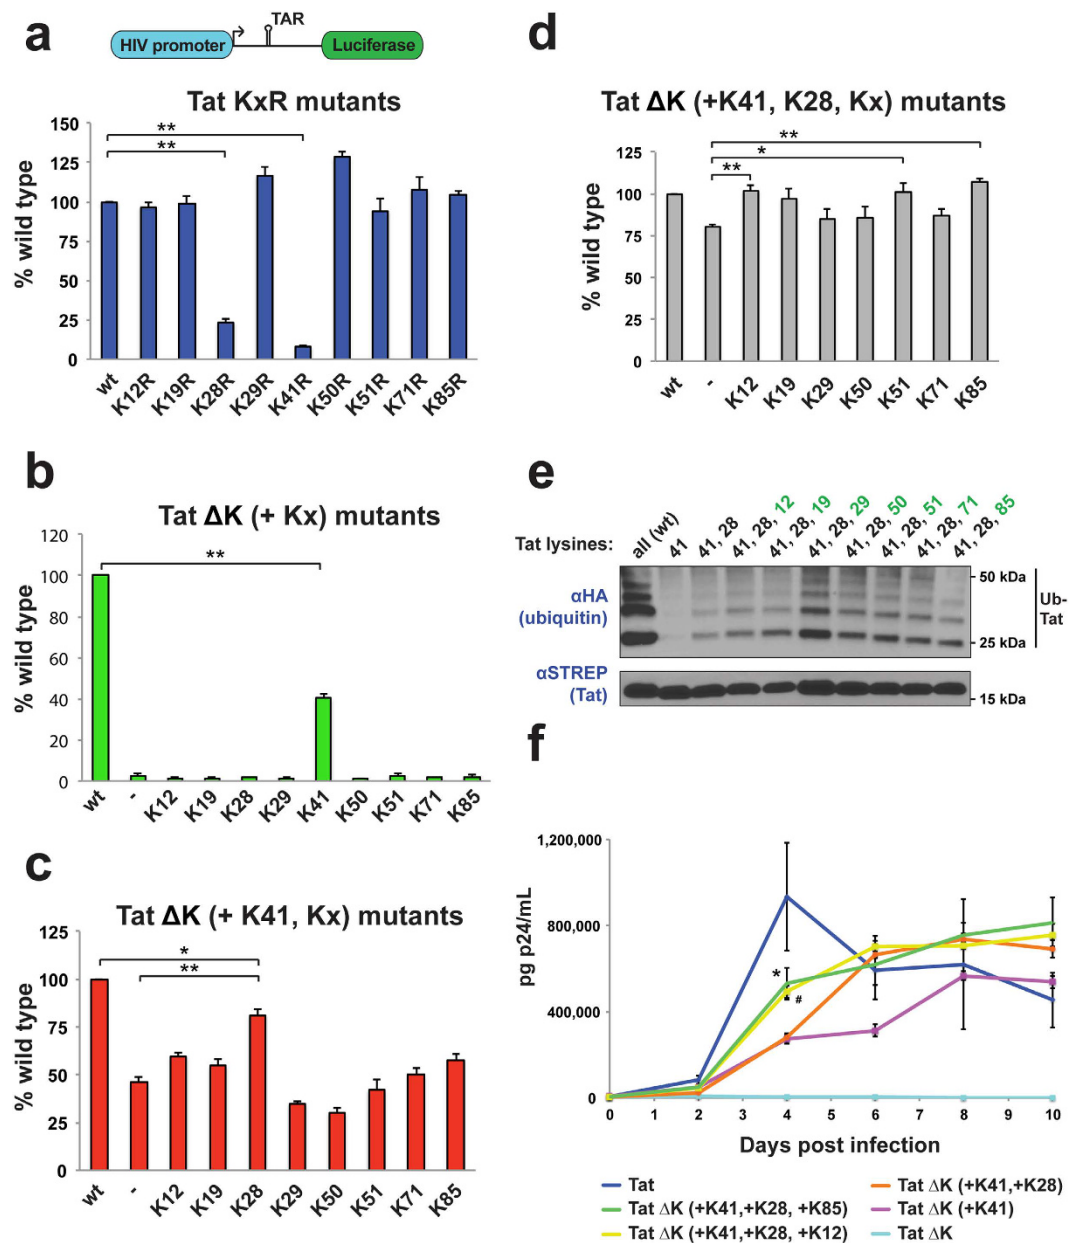 a
TAR
HIV promoter
Luciferase
Tat KxR mutants
% wild type
150
125
100
75
50
25
0
**
**
wt
K12R
K19R
K28R
K29R
K41R
K50R
K51R
K71R
K85R
b
Tat ΔK (+ Kx) mutants
% wild type
120
100
80
60
40
20
0
**
wt
-
K12
K19
K28
K29
K41
K50
K51
K71
K85
c
Tat ΔK (+ K41, Kx) mutants
% wild type
125
100
75
50
25
0
*
**
wt
-
K12
K19
K28
K29
K50
K51
K71
K85
d
Tat ΔK (+K41, K28, Kx) mutants
% wild type
125
100
75
50
25
0
**
*
**
wt
-
K12
K19
K29
K50
K51
K71
K85
e
Tat lysines:
all (wt)
41
41, 28
41, 28, 12
41, 28, 19
41, 28, 29
41, 28, 50
41, 28, 51
41, 28, 71
41, 28, 85
αHA
(ubiquitin)
- 50 kDa
- 25 kDa
Ub-
Tat
αSTREP
(Tat)
- 15 kDa
f
pg p24/mL
1,200,000
800,000
400,000
0
*
#
0 1 2 3 4 5 6 7 8 9 10
Days post infection
Tat
Tat ΔK (+K41,+K28, +K85)
Tat ΔK (+K41,+K28, +K12)
Tat ΔK (+K41,+K28)
Tat ΔK (+K41)
Tat ΔK